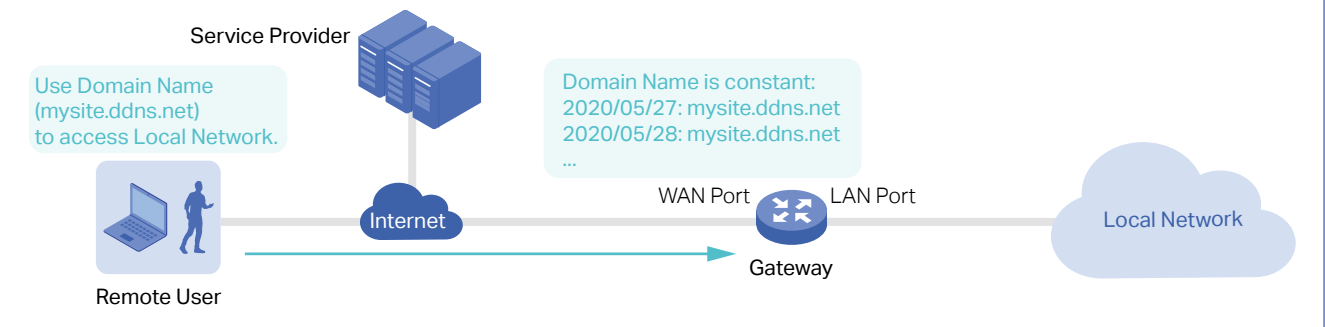 Service Provider
Use Domain Name
(mysite.ddns.net)
to access Local Network.
Domain Name is constant:
2020/05/27: mysite.ddns.net
2020/05/28: mysite.ddns.net
...
WAN Port
LAN Port
Internet
Local Network
Gateway
Remote User